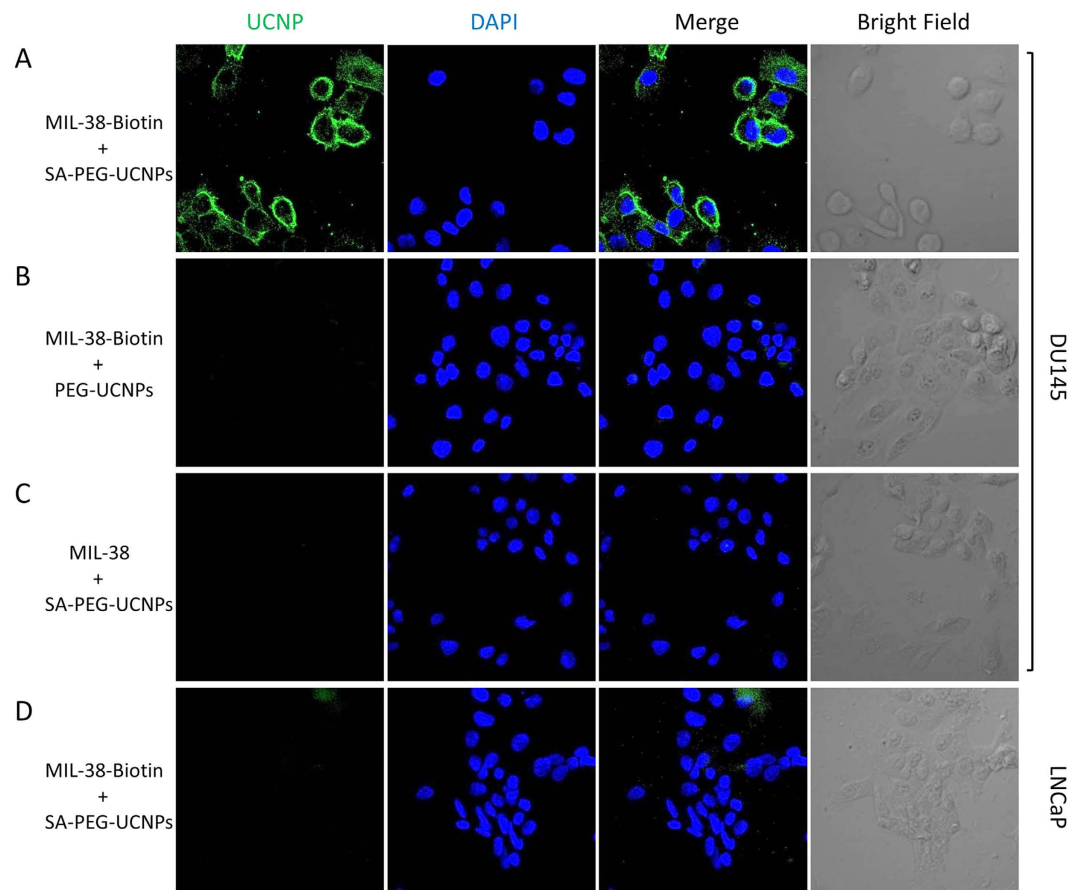 UCNP DAPI Merge Bright Field
A
MIL-38-Biotin
+
SA-PEG-UCNPs
B
MIL-38-Biotin
+
PEG-UCNPs
C
MIL-38
+
SA-PEG-UCNPs
DU145
D
MIL-38-Biotin
+
SA-PEG-UCNPs
LNCaP